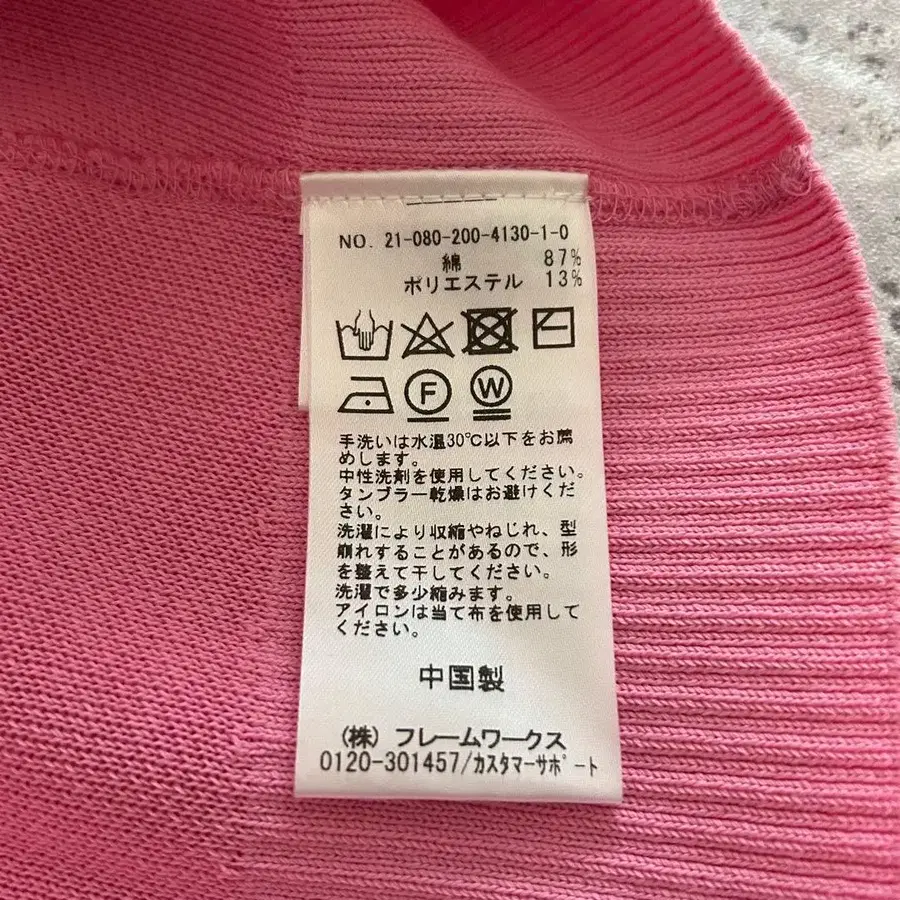 NO. 21-080-200-4130-1-0
綿 87%
ポリエステル 13%
F W
手洗いは水温30℃以下をお薦
めします。
中性洗剤を使用してください。
タンブラー乾燥はお避けくだ
さい。
洗濯により収縮やねじれ、型
崩れすることがあるので、形
を整えて干してください。
洗濯で多少縮みます。
アイロンは当て布を使用して
ください。
中国製
(株) フレームワークス
0120-301457/カスタマーサポート